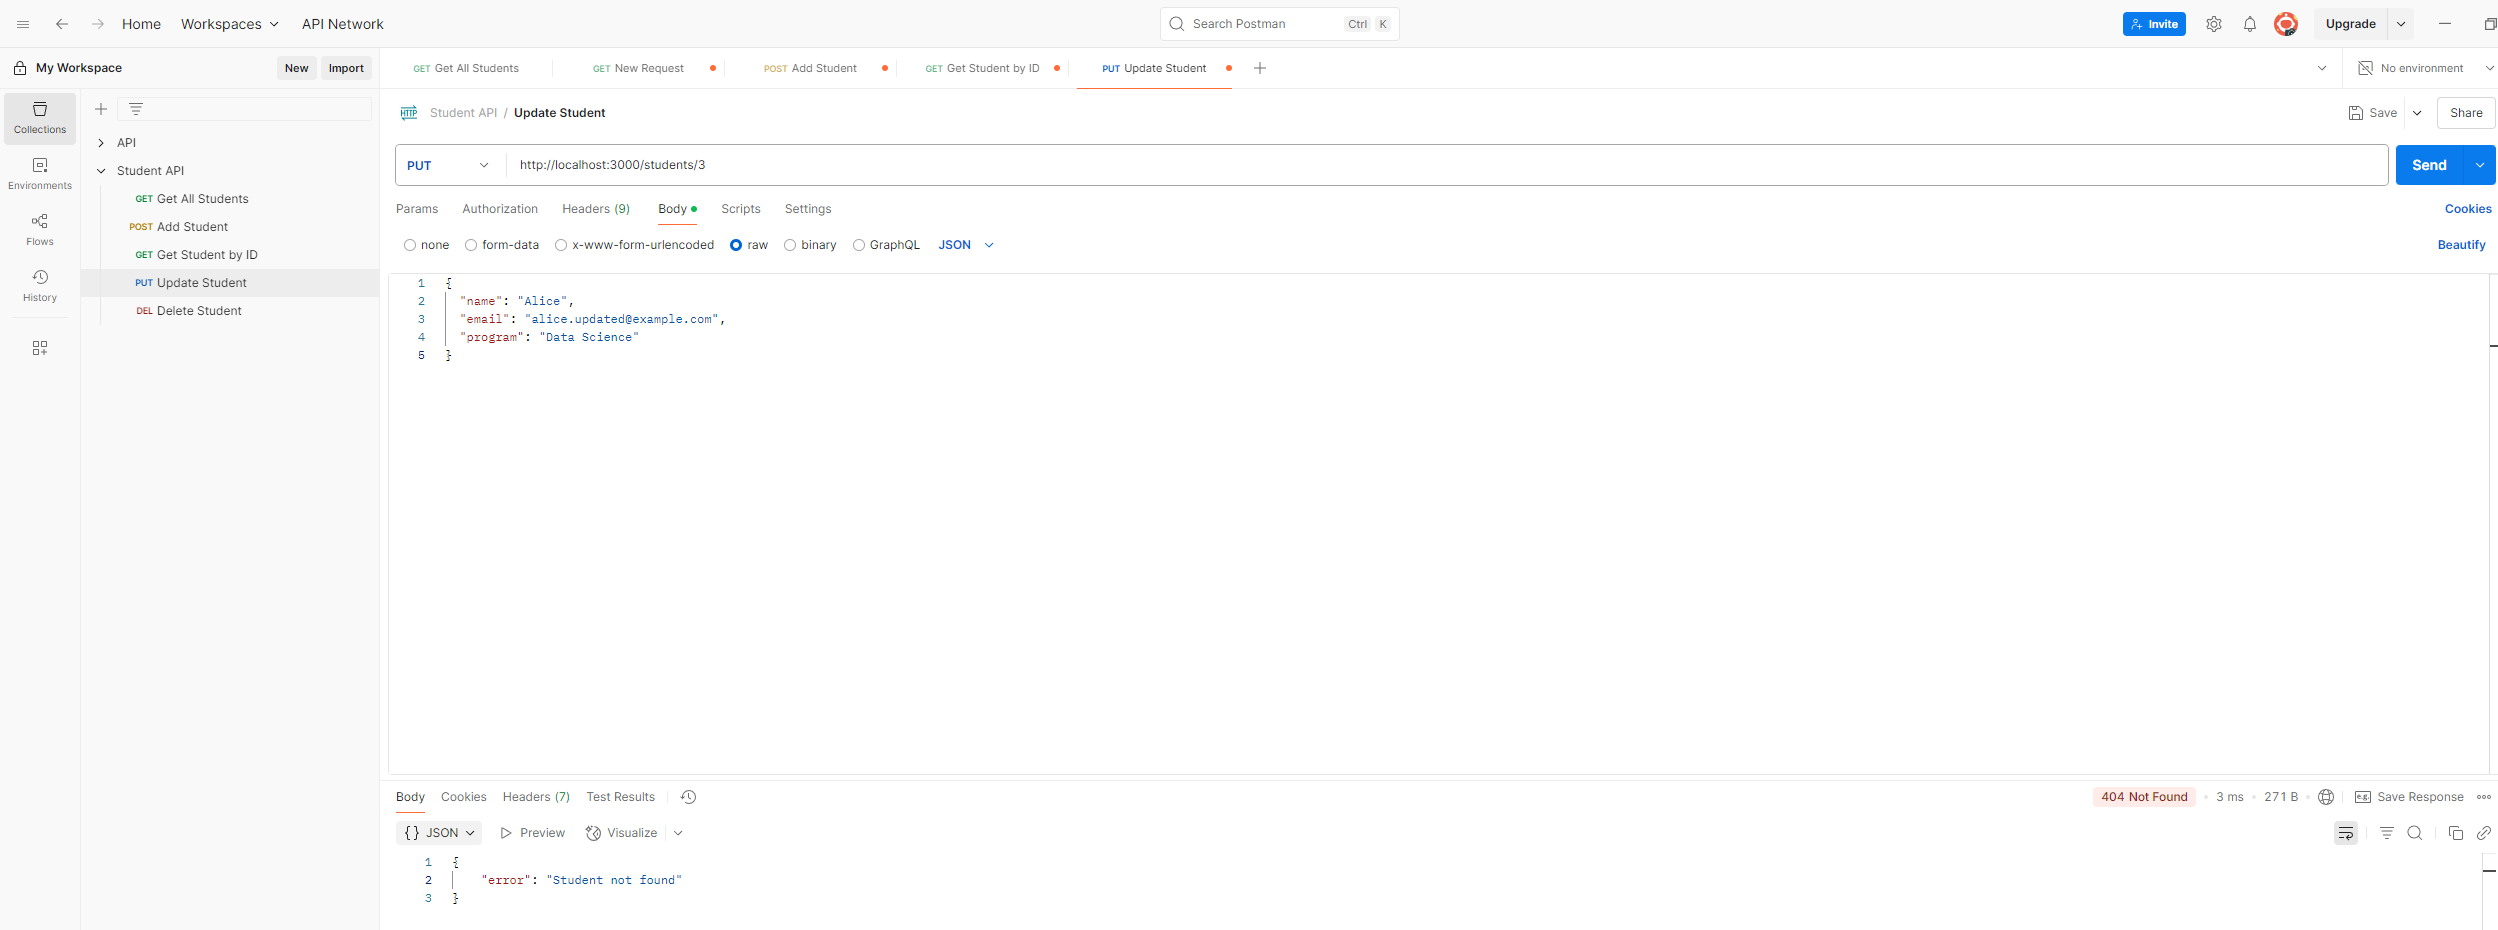 Home Workspaces API Network Search Postman Ctrl K Invite Upgrade
My Workspace New Import GET Get All Students GET New Request POST Add Student GET Get Student by ID PUT Update Student No environment
Collections
Environments
Flows
History
API
Student API
GET Get All Students
POST Add Student
GET Get Student by ID
PUT Update Student
DEL Delete Student
HTTP Student API / Update Student Save Share
PUT http://localhost:3000/students/3 Send
Params Authorization Headers (9) Body Scripts Settings Cookies
none form-data x-www-form-urlencoded raw binary GraphQL JSON Beautify
1 {
2 "name": "Alice",
3 "email": "alice.updated@example.com",
4 "program": "Data Science"
5 }
Body Cookies Headers (7) Test Results 404 Not Found 3 ms 271 B e.g. Save Response
{} JSON Preview Visualize
1 {
2 "error": "Student not found"
3 }